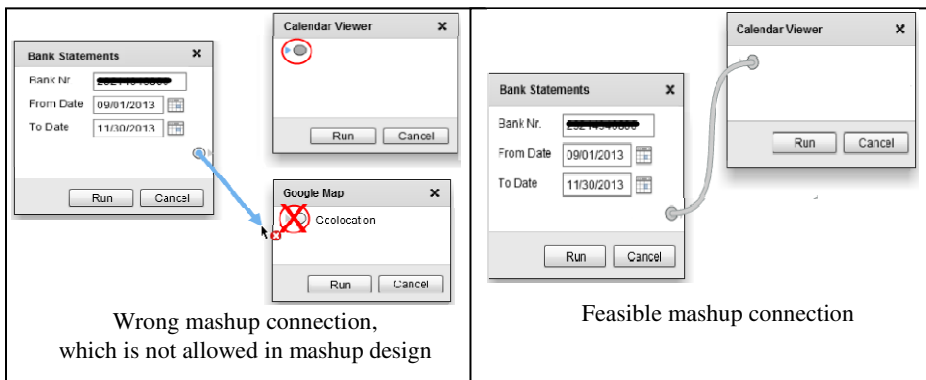 Calendar Viewer x
Run Cancel
Bank Statements x
Bank Nr
From Date 09/01/2013
To Date 11/30/2013
Run Cancel
Google Map x
Gcolocation
Run Cancel
Wrong mashup connection,
which is not allowed in mashup design
Calendar Viewer x
Run Cancel
Bank Statements x
Bank Nr.
From Date 09/01/2013
To Date 11/30/2013
Run Cancel
Feasible mashup connection